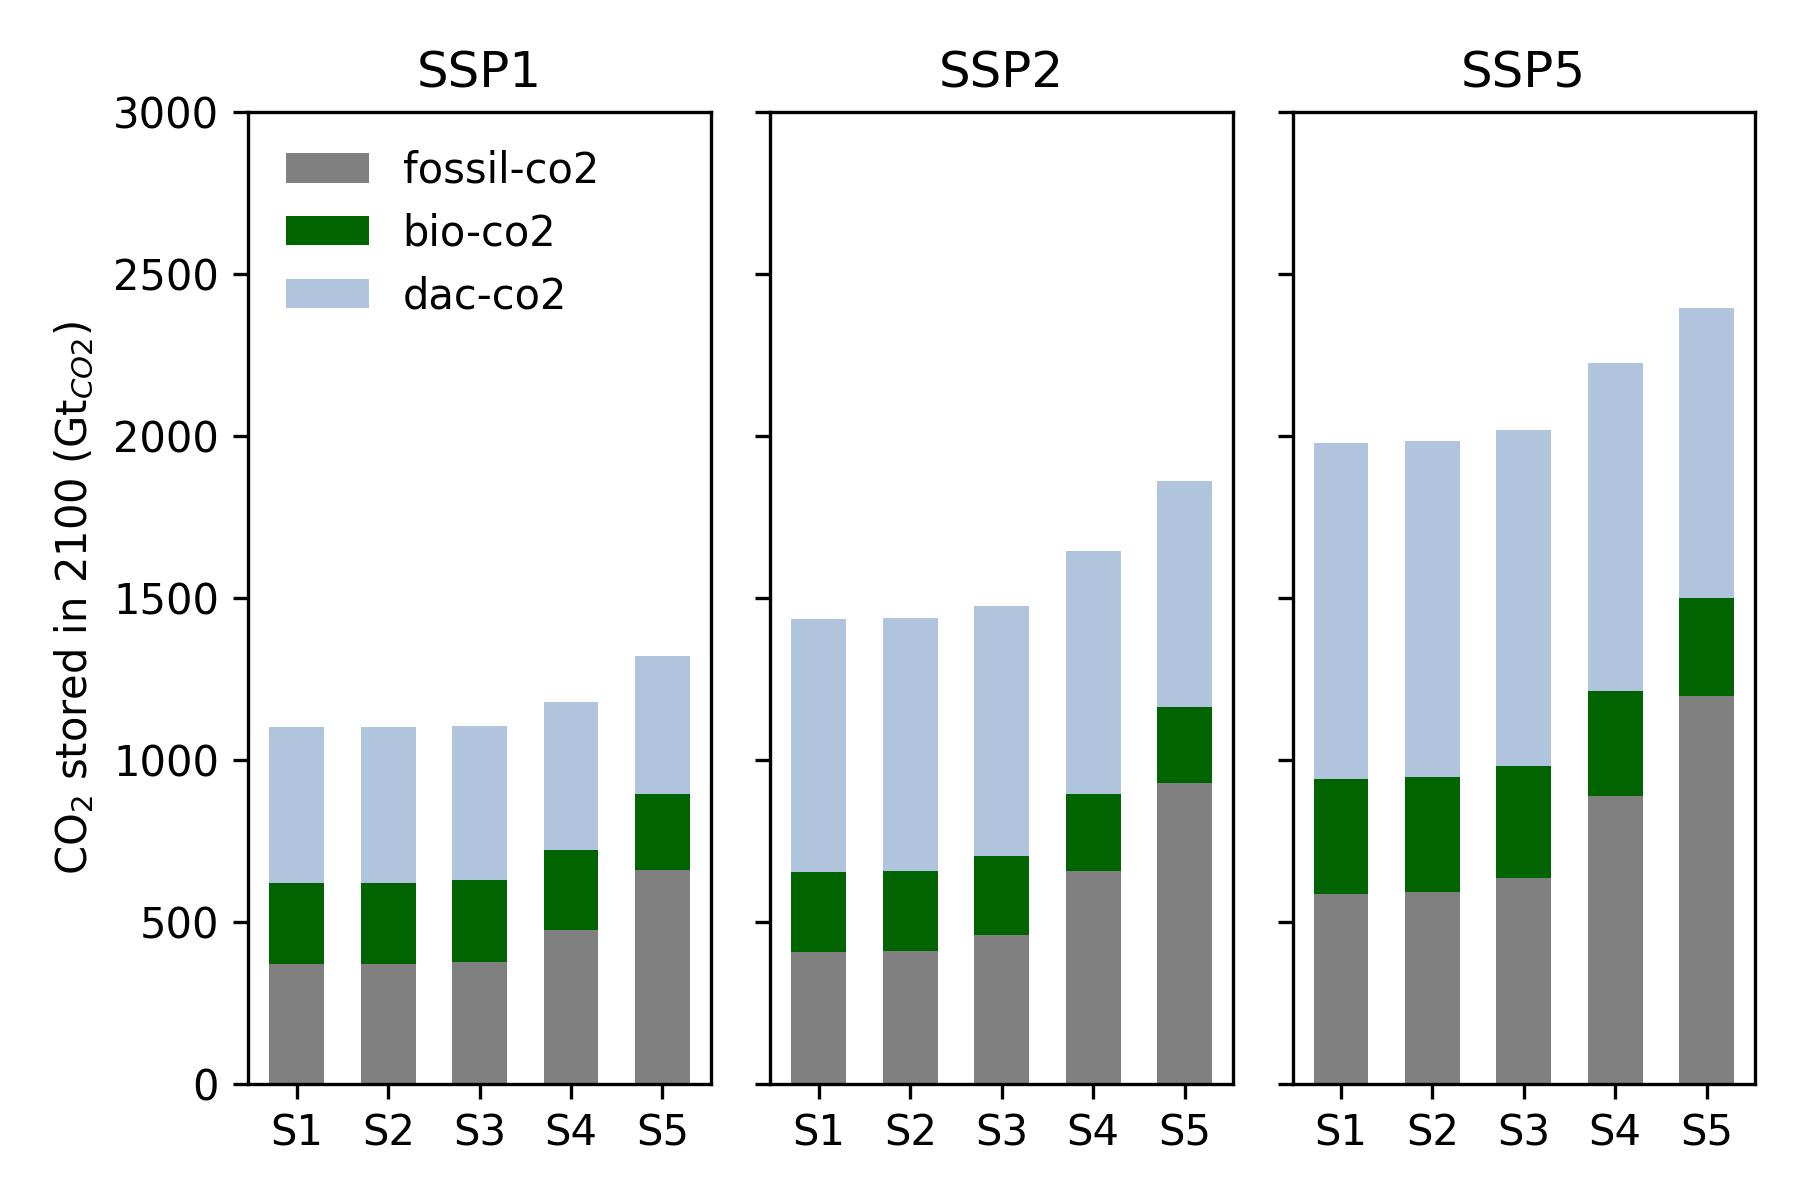 SSP1
SSP2
SSP5
3000
2500
2000
1500
1000
500
0
CO₂ stored in 2100 (Gt_CO2)
fossil-co2
bio-co2
dac-co2
S1 S2 S3 S4 S5
S1 S2 S3 S4 S5
S1 S2 S3 S4 S5